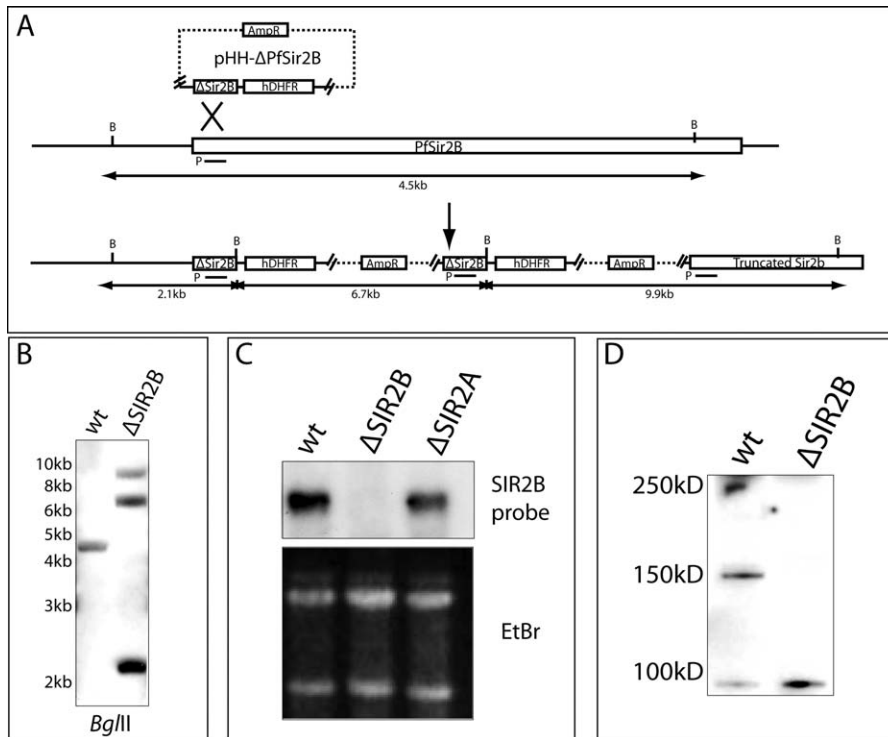 A
AmpR
pHH-ΔPfSir2B
ΔSir2B hDHFR
B B
PfSir2B
P
4.5kb
B B B B
ΔSir2B hDHFR AmpR ΔSir2B hDHFR AmpR Truncated Sir2b
P P P
2.1kb 6.7kb 9.9kb
B
wt ΔSIR2B
10kb
8kb
6kb
5kb
4kb
3kb
2kb
BglII
C
wt ΔSIR2B ΔSIR2A
SIR2B
probe
EtBr
D
wt ΔSIR2B
250kD
150kD
100kD